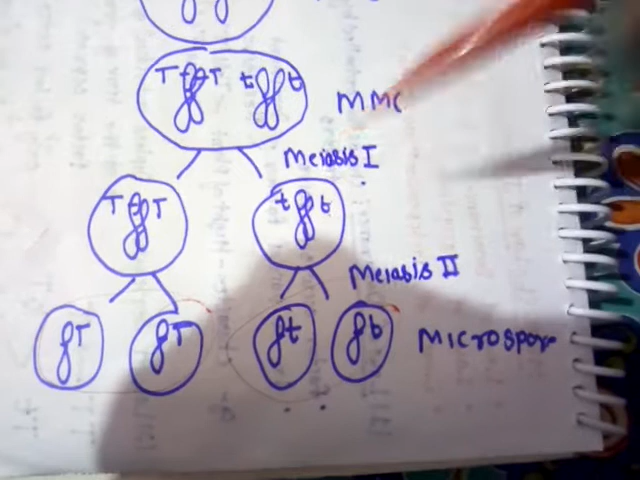 T T t t
MMC
Meiosis I
T T t t
Meiosis II
T T t t
Microspor